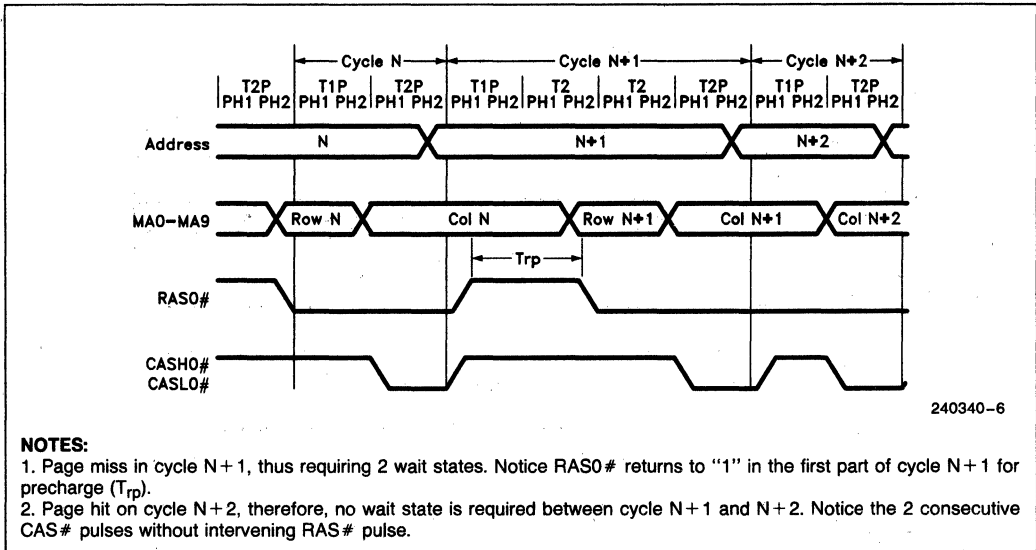 Cycle N Cycle N+1 Cycle N+2
T2P T1P T2P T1P T2 T2 T2P T1P T2P
PH1 PH2 PH1 PH2 PH1 PH2 PH1 PH2 PH1 PH2 PH1 PH2 PH1 PH2 PH1 PH2 PH1 PH2
Address N N+1 N+2
MA0-MA9 Row N Col N Row N+1 Col N+1 Col N+2
Trp
RAS0#
CASH0#
CASL0#
240340-6
NOTES:
1. Page miss in cycle N+1, thus requiring 2 wait states. Notice RAS0# returns to "1" in the first part of cycle N+1 for
precharge (Trp).
2. Page hit on cycle N+2, therefore, no wait state is required between cycle N+1 and N+2. Notice the 2 consecutive
CAS# pulses without intervening RAS# pulse.